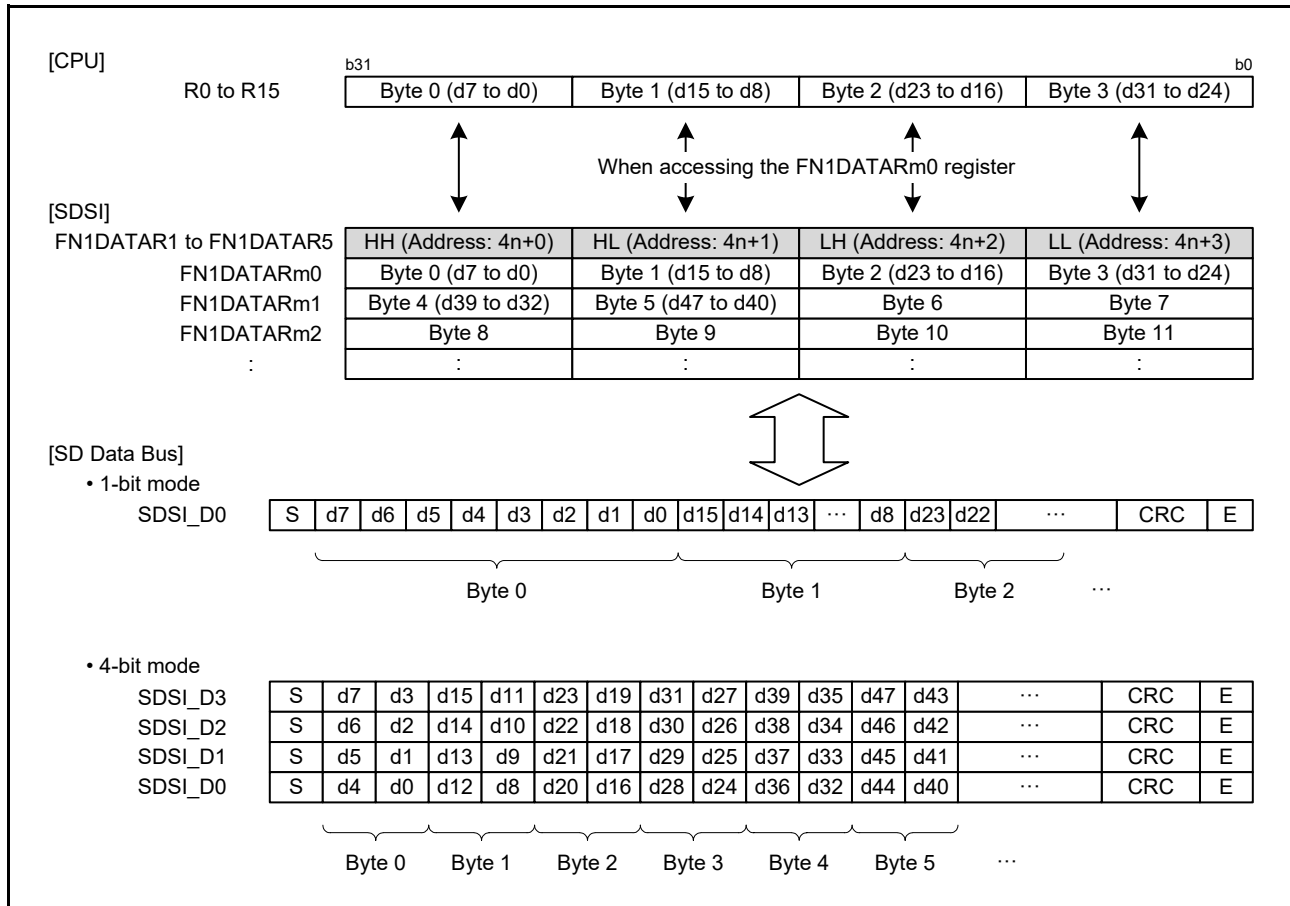 [CPU]
b31 b0
R0 to R15 Byte 0 (d7 to d0) Byte 1 (d15 to d8) Byte 2 (d23 to d16) Byte 3 (d31 to d24)
When accessing the FN1DATARm0 register
[SDSI]
FN1DATAR1 to FN1DATAR5 HH (Address: 4n+0) HL (Address: 4n+1) LH (Address: 4n+2) LL (Address: 4n+3)
FN1DATARm0 Byte 0 (d7 to d0) Byte 1 (d15 to d8) Byte 2 (d23 to d16) Byte 3 (d31 to d24)
FN1DATARm1 Byte 4 (d39 to d32) Byte 5 (d47 to d40) Byte 6 Byte 7
FN1DATARm2 Byte 8 Byte 9 Byte 10 Byte 11
: : : : :
[SD Data Bus]
• 1-bit mode
SDSI_D0 S d7 d6 d5 d4 d3 d2 d1 d0 d15 d14 d13 ⋯ d8 d23 d22 ⋯ CRC E
Byte 0 Byte 1 Byte 2 ⋯
• 4-bit mode
SDSI_D3 S d7 d3 d15 d11 d23 d19 d31 d27 d39 d35 d47 d43 ⋯ CRC E
SDSI_D2 S d6 d2 d14 d10 d22 d18 d30 d26 d38 d34 d46 d42 ⋯ CRC E
SDSI_D1 S d5 d1 d13 d9 d21 d17 d29 d25 d37 d33 d45 d41 ⋯ CRC E
SDSI_D0 S d4 d0 d12 d8 d20 d16 d28 d24 d36 d32 d44 d40 ⋯ CRC E
Byte 0 Byte 1 Byte 2 Byte 3 Byte 4 Byte 5 ⋯